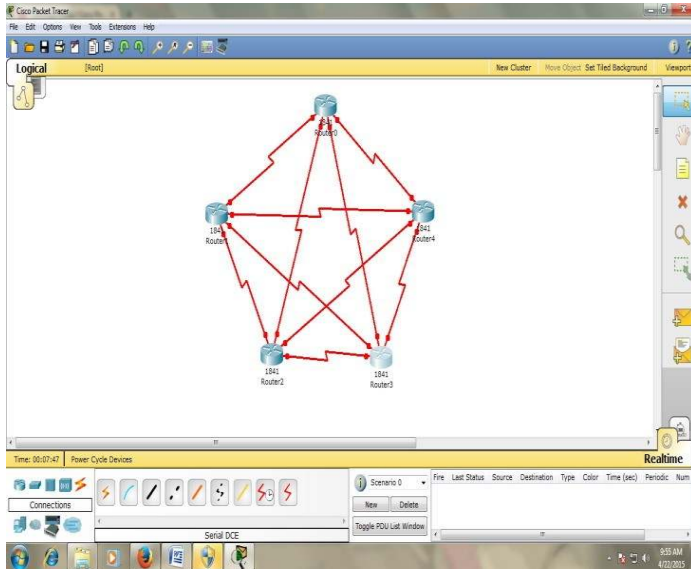 Cisco Packet Tracer
File Edit Options View Tools Extensions Help
Logical [Root] New Cluster Move Object Set Tiled Background Viewport
1841
Router0
1841
Router4
1841
Router2
1841
Router3
Time: 00:07:47 Power Cycle Devices Realtime
Connections
Serial DCE
Scenario 0
New Delete
Toggle PDU List Window
Fire Last Status Source Destination Type Color Time (sec) Periodic Num
9:55 AM
4/22/2015